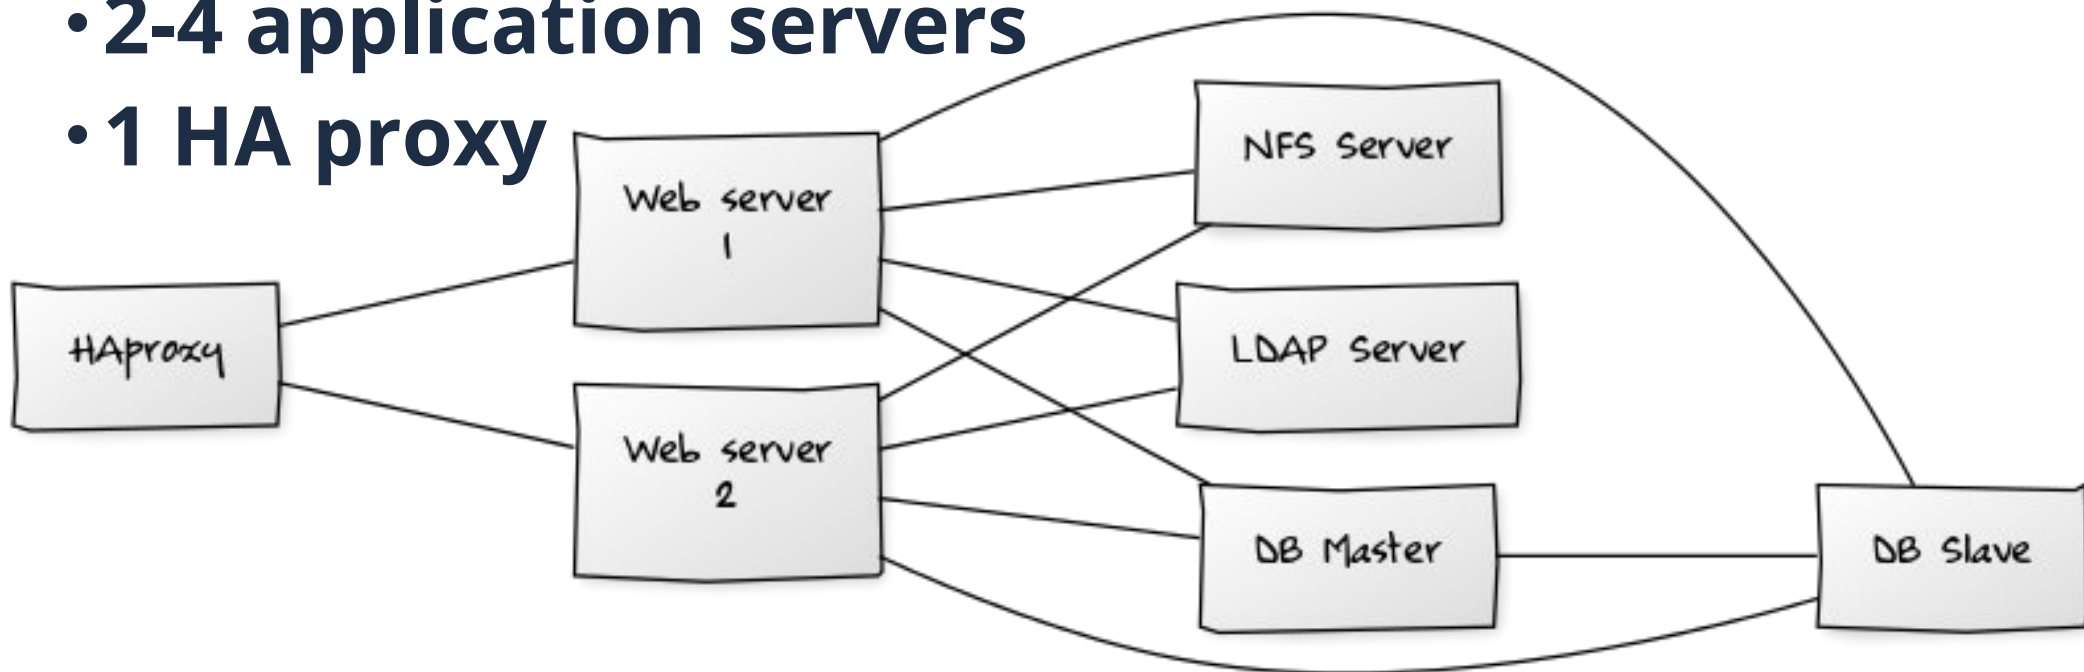 • 2-4 application servers
• 1 HA proxy
NFS Server
Web server
1
HAproxy
LDAP Server
Web server
2
DB Master
DB Slave